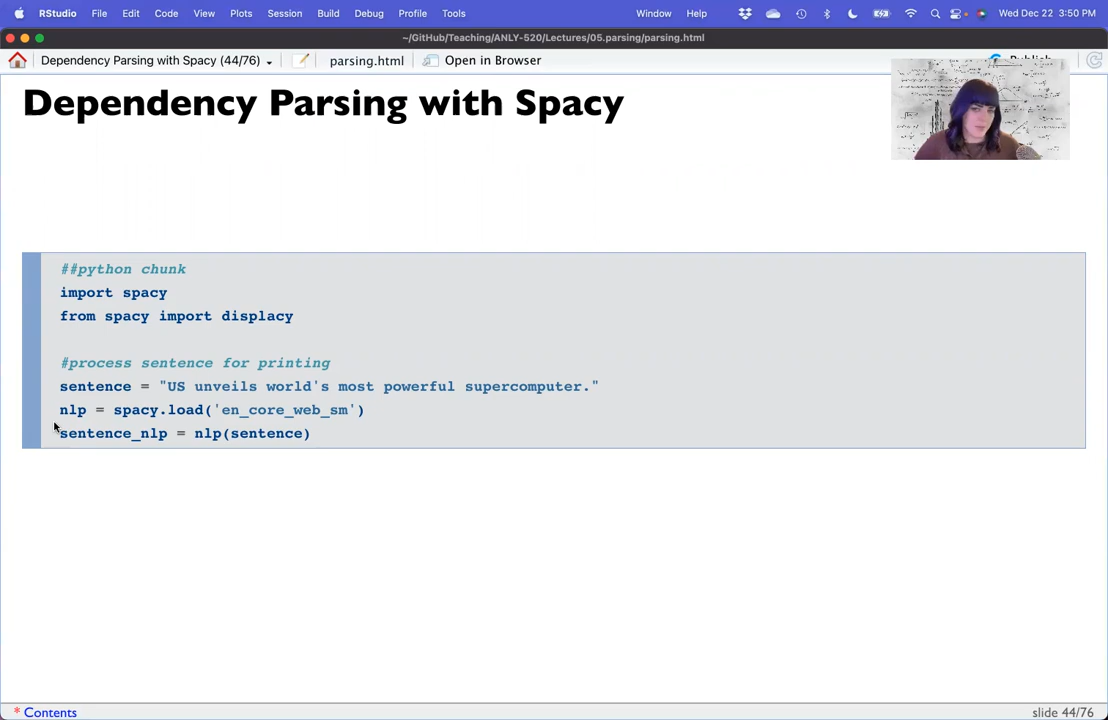 RStudio File Edit Code View Plots Session Build Debug Profile Tools Window Help Wed Dec 22 3:50 PM
~/GitHub/Teaching/ANLY-520/Lectures/05.parsing/parsing.html
Dependency Parsing with Spacy (44/76) parsing.html Open in Browser Publish
Dependency Parsing with Spacy
##python chunk
import spacy
from spacy import displacy
#process sentence for printing
sentence = "US unveils world's most powerful supercomputer."
nlp = spacy.load('en_core_web_sm')
sentence_nlp = nlp(sentence)
* Contents slide 44/76